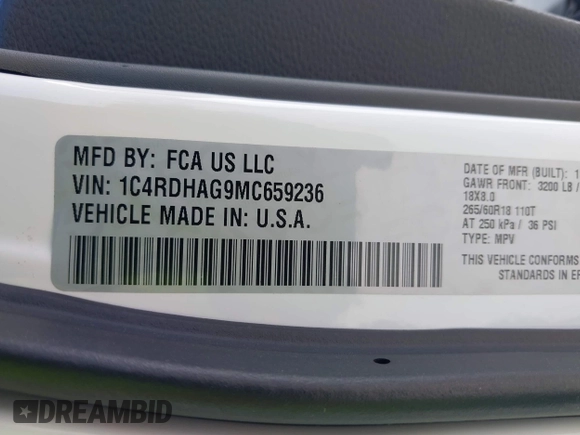 MFD BY: FCA US LLC
VIN: 1C4RDHAG9MC659236
VEHICLE MADE IN: U.S.A.
DATE OF MFR (BUILT): 1
GAWR FRONT: 3200 LB /
18X8.0
265/60R18 110T
AT 250 kPa / 36 PSI
TYPE: MPV
THIS VEHICLE CONFORMS
STANDARDS IN EF
DREAMBID